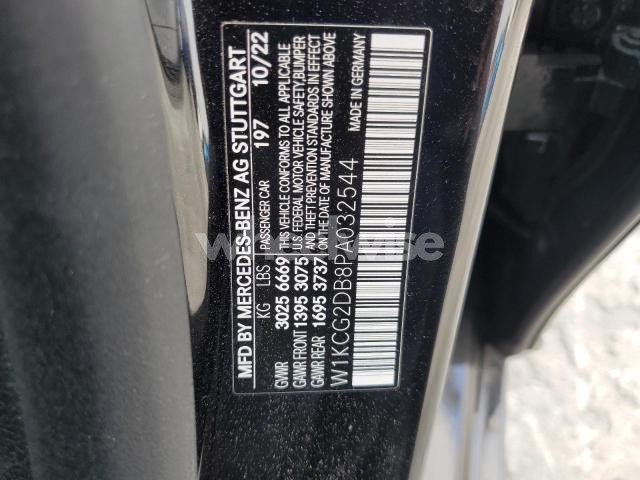 MFD BY MERCEDES-BENZ AG STUTTGART
197 10/22
KG LBS PASSENGER CAR
GVWR 3025 6669 THIS VEHICLE CONFORMS TO ALL APPLICABLE
GAWR FRONT 1395 3075 U.S. FEDERAL MOTOR VEHICLE SAFETY, BUMPER
GAWR REAR 1695 3737 AND THEFT PREVENTION STANDARDS IN EFFECT
ON THE DATE OF MANUFACTURE SHOWN ABOVE
W1KCG2DB8PA032544 MADE IN GERMANY